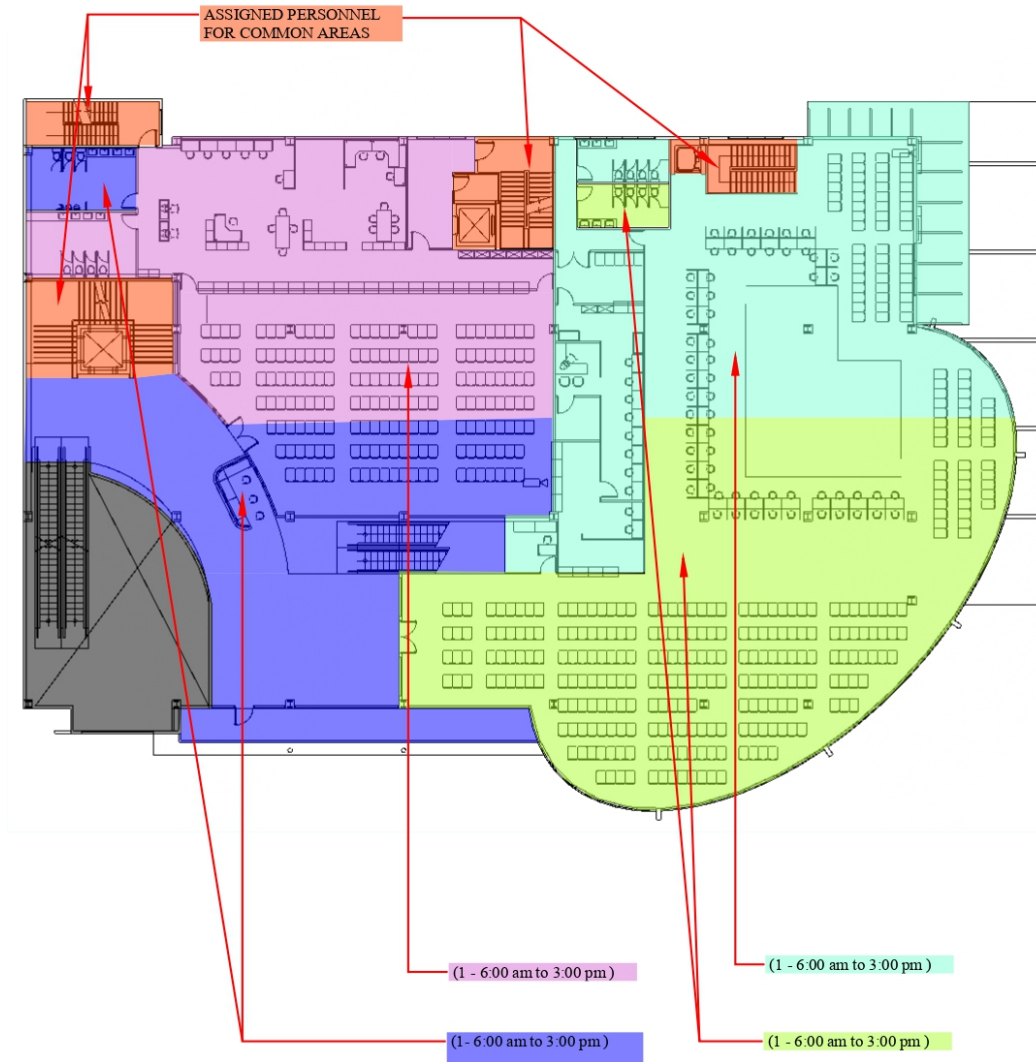 ASSIGNED PERSONNEL
FOR COMMON AREAS
(1 - 6:00 am to 3:00 pm )
(1 - 6:00 am to 3:00 pm )
(1- 6:00 am to 3:00 pm )
(1 - 6:00 am to 3:00 pm )